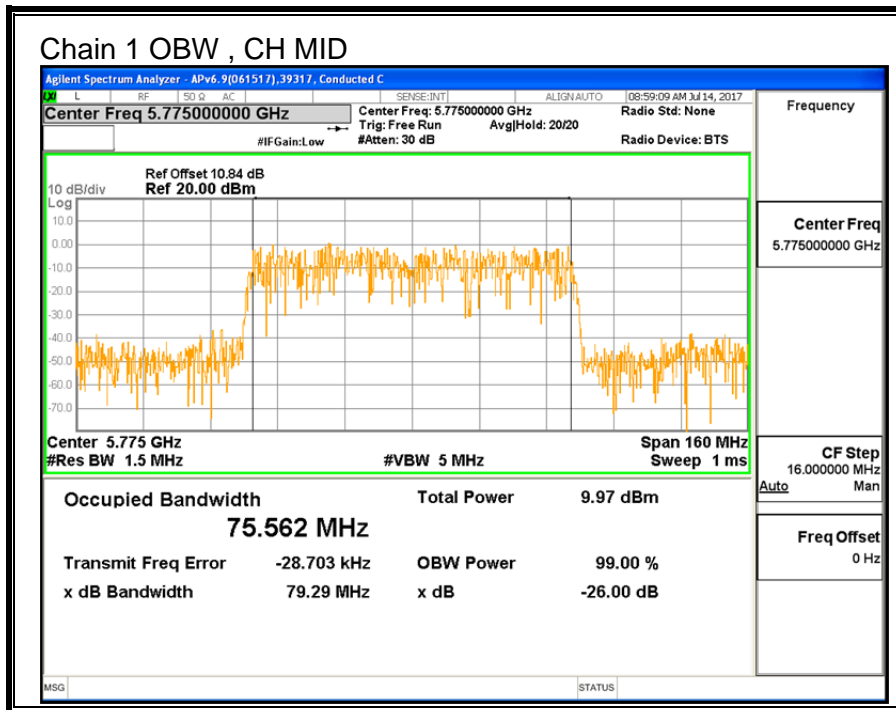 Chain 1 OBW , CH MID
Agilent Spectrum Analyzer - APv6.9(061517),39317, Conducted C
LXI L RF 50 Ω AC SENSE:INT ALIGN AUTO 08:59:09 AM Jul 14, 2017
Center Freq 5.775000000 GHz
Center Freq: 5.775000000 GHz
Radio Std: None
Trig: Free Run Avg|Hold: 20/20
#IFGain:Low #Atten: 30 dB Radio Device: BTS
Ref Offset 10.84 dB
10 dB/div Ref 20.00 dBm
Log
10.0
0.00
-10.0
-20.0
-30.0
-40.0
-50.0
-60.0
-70.0
Center 5.775 GHz Span 160 MHz
#Res BW 1.5 MHz #VBW 5 MHz Sweep 1 ms
Occupied Bandwidth Total Power 9.97 dBm
75.562 MHz
Transmit Freq Error -28.703 kHz OBW Power 99.00 %
x dB Bandwidth 79.29 MHz x dB -26.00 dB
Frequency
Center Freq
5.775000000 GHz
CF Step
16.000000 MHz
Auto Man
Freq Offset
0 Hz
MSG STATUS